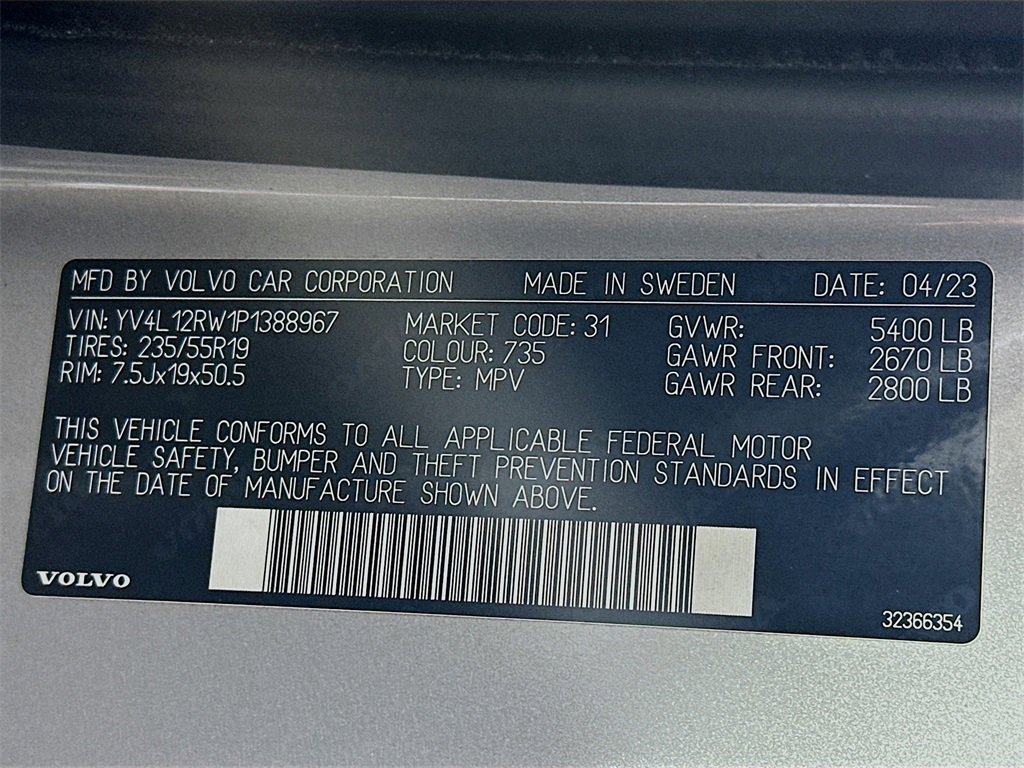 MFD BY VOLVO CAR CORPORATION MADE IN SWEDEN DATE: 04/23
VIN: YV4L12RW1P1388967 MARKET CODE: 31 GVWR: 5400 LB
TIRES: 235/55R19 COLOUR: 735 GAWR FRONT: 2670 LB
RIM: 7.5Jx19x50.5 TYPE: MPV GAWR REAR: 2800 LB
THIS VEHICLE CONFORMS TO ALL APPLICABLE FEDERAL MOTOR
VEHICLE SAFETY, BUMPER AND THEFT PREVENTION STANDARDS IN EFFECT
ON THE DATE OF MANUFACTURE SHOWN ABOVE.
VOLVO
32366354